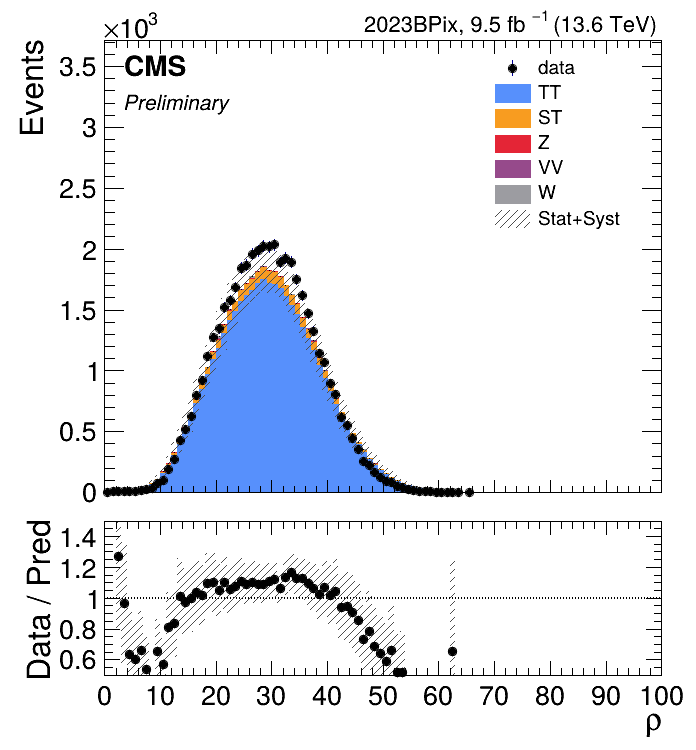 ×10³
2023BPix, 9.5 fb ⁻¹ (13.6 TeV)
Events
CMS
Preliminary
data
TT
ST
Z
VV
W
Stat+Syst
3.5
3
2.5
2
1.5
1
0.5
0
Data / Pred
1.4
1.2
1
0.8
0.6
0 10 20 30 40 50 60 70 80 90 100
ρ